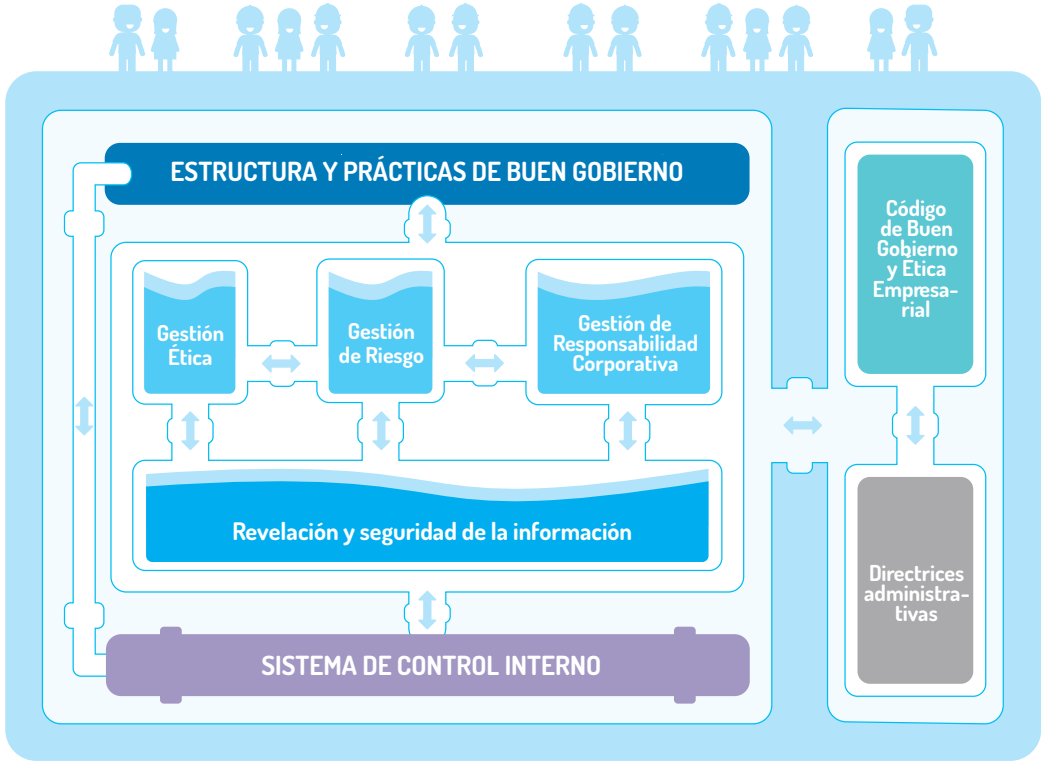 ESTRUCTURA Y PRÁCTICAS DE BUEN GOBIERNO
Gestión
Ética
Gestión
de Riesgo
Gestión de
Responsabilidad
Corporativa
Revelación y seguridad de la información
SISTEMA DE CONTROL INTERNO
Código
de Buen
Gobierno
y Ética
Empresa-
rial
Directrices
administra-
tivas